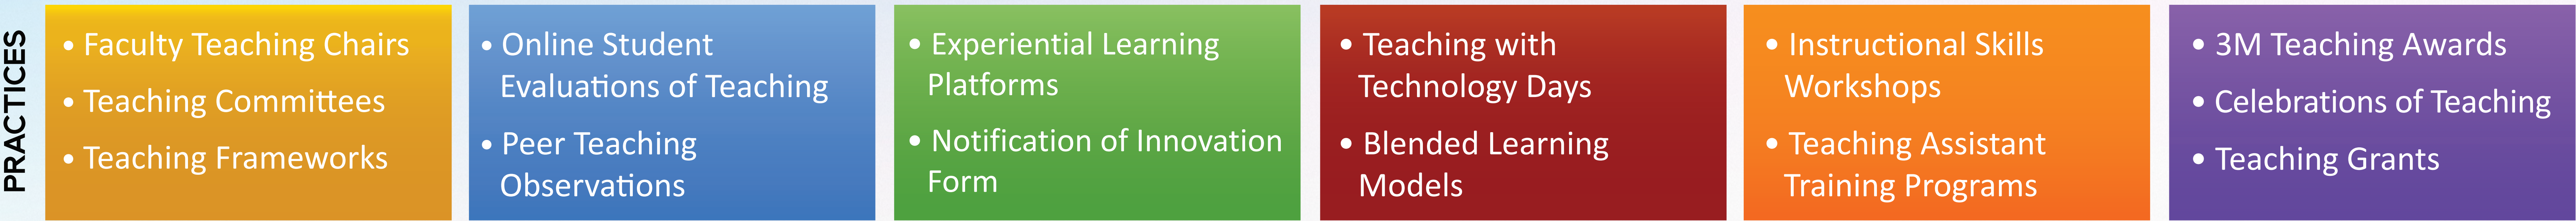 PRACTICES
• Faculty Teaching Chairs
• Teaching Committees
• Teaching Frameworks
• Online Student
Evaluations of Teaching
• Peer Teaching
Observations
• Experiential Learning
Platforms
• Notification of Innovation
Form
• Teaching with
Technology Days
• Blended Learning
Models
• Instructional Skills
Workshops
• Teaching Assistant
Training Programs
• 3M Teaching Awards
• Celebrations of Teaching
• Teaching Grants